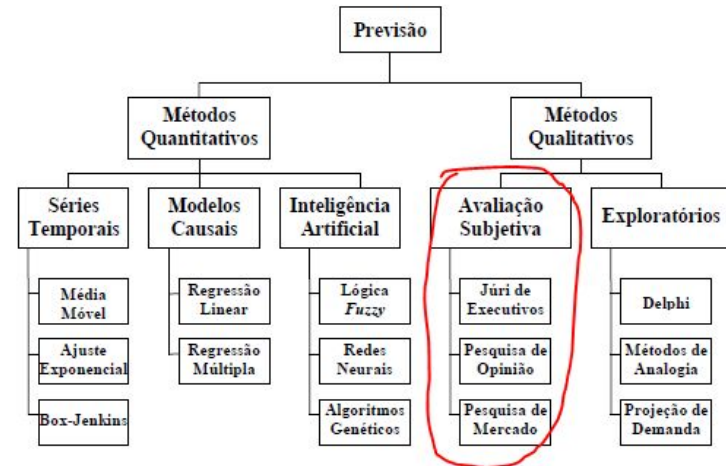 Previsão
Métodos
Quantitativos
Métodos
Qualitativos
Séries
Temporais
Modelos
Causais
Inteligência
Artificial
Avaliação
Subjetiva
Exploratórios
Média
Móvel
Ajuste
Exponencial
Box-Jenkins
Regressão
Linear
Regressão
Múltipla
Lógica
Fuzzy
Redes
Neurais
Algoritmos
Genéticos
Júri de
Executivos
Pesquisa de
Opinião
Pesquisa de
Mercado
Delphi
Métodos de
Analogia
Projeção de
Demanda